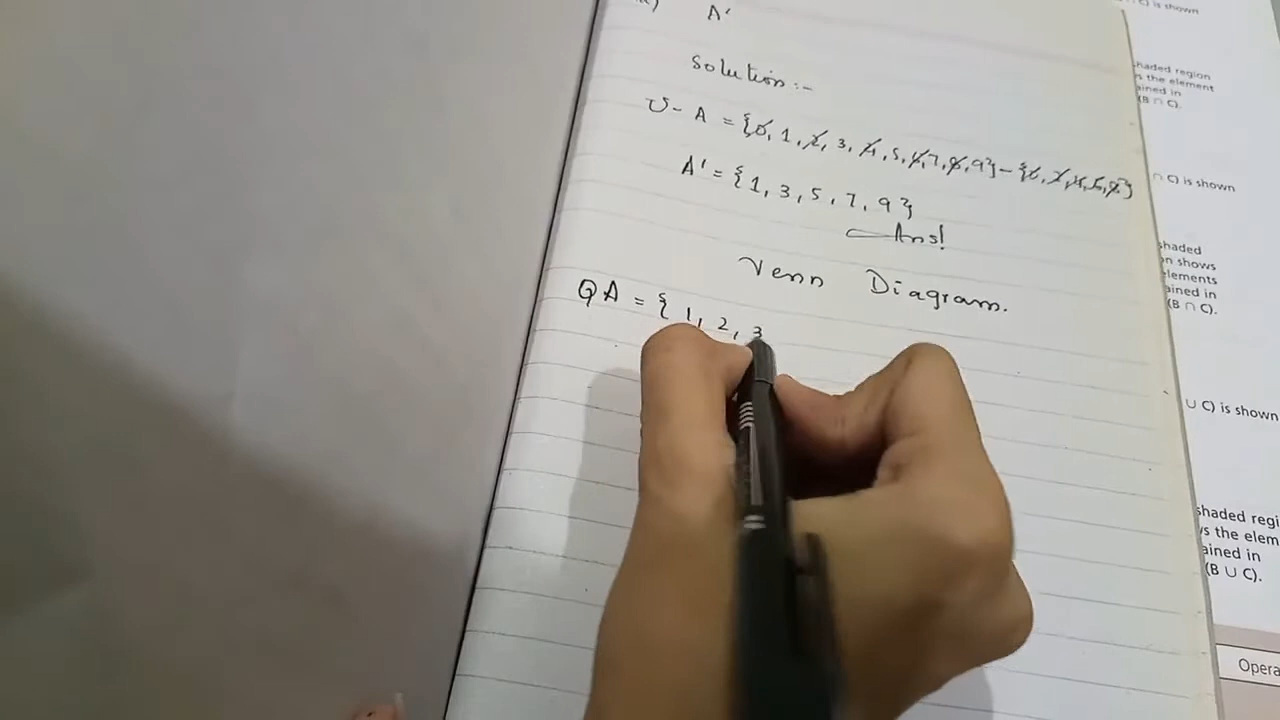 A'
Solution :-
U - A = {0, 1, 2, 3, 4, 5, 6, 7, 8, 9} - {0, 2, 4, 6, 8}
A' = {1, 3, 5, 7, 9}
Ans!
Venn Diagram.
Q A = { 1, 2, 3
is shown
shaded region
s the element
ained in
(B ∩ C).
∩ C) is shown
shaded
n shows
elements
ained in
(B ∩ C).
∪ C) is shown
shaded regi
s the elem
ained in
(B ∪ C).
Opera